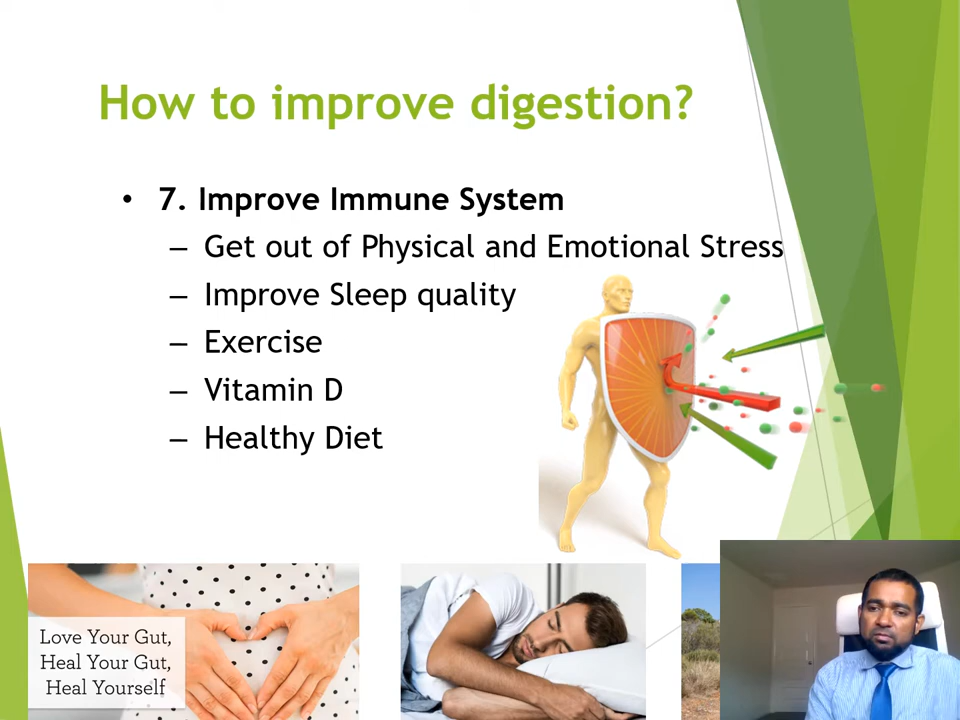 How to improve digestion?
• 7. Improve Immune System
– Get out of Physical and Emotional Stress
– Improve Sleep quality
– Exercise
– Vitamin D
– Healthy Diet
Love Your Gut,
Heal Your Gut,
Heal Yourself